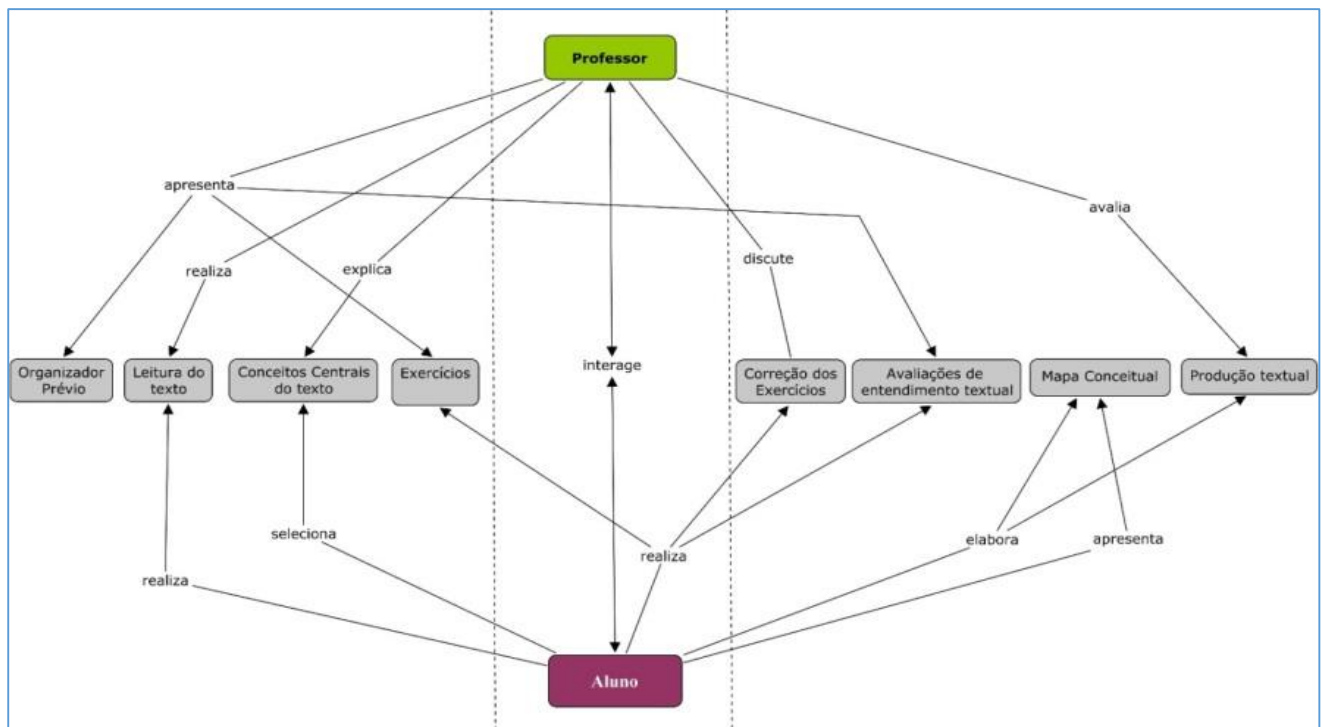 Professor
apresenta
avalia
realiza
explica
discute
interage
Organizador
Prévio
Leitura do
texto
Conceitos Centrais
do texto
Exercícios
Correção dos
Exercícios
Avaliações de
entendimento textual
Mapa Conceitual
Produção textual
seleciona
realiza
realiza
elabora
apresenta
Aluno